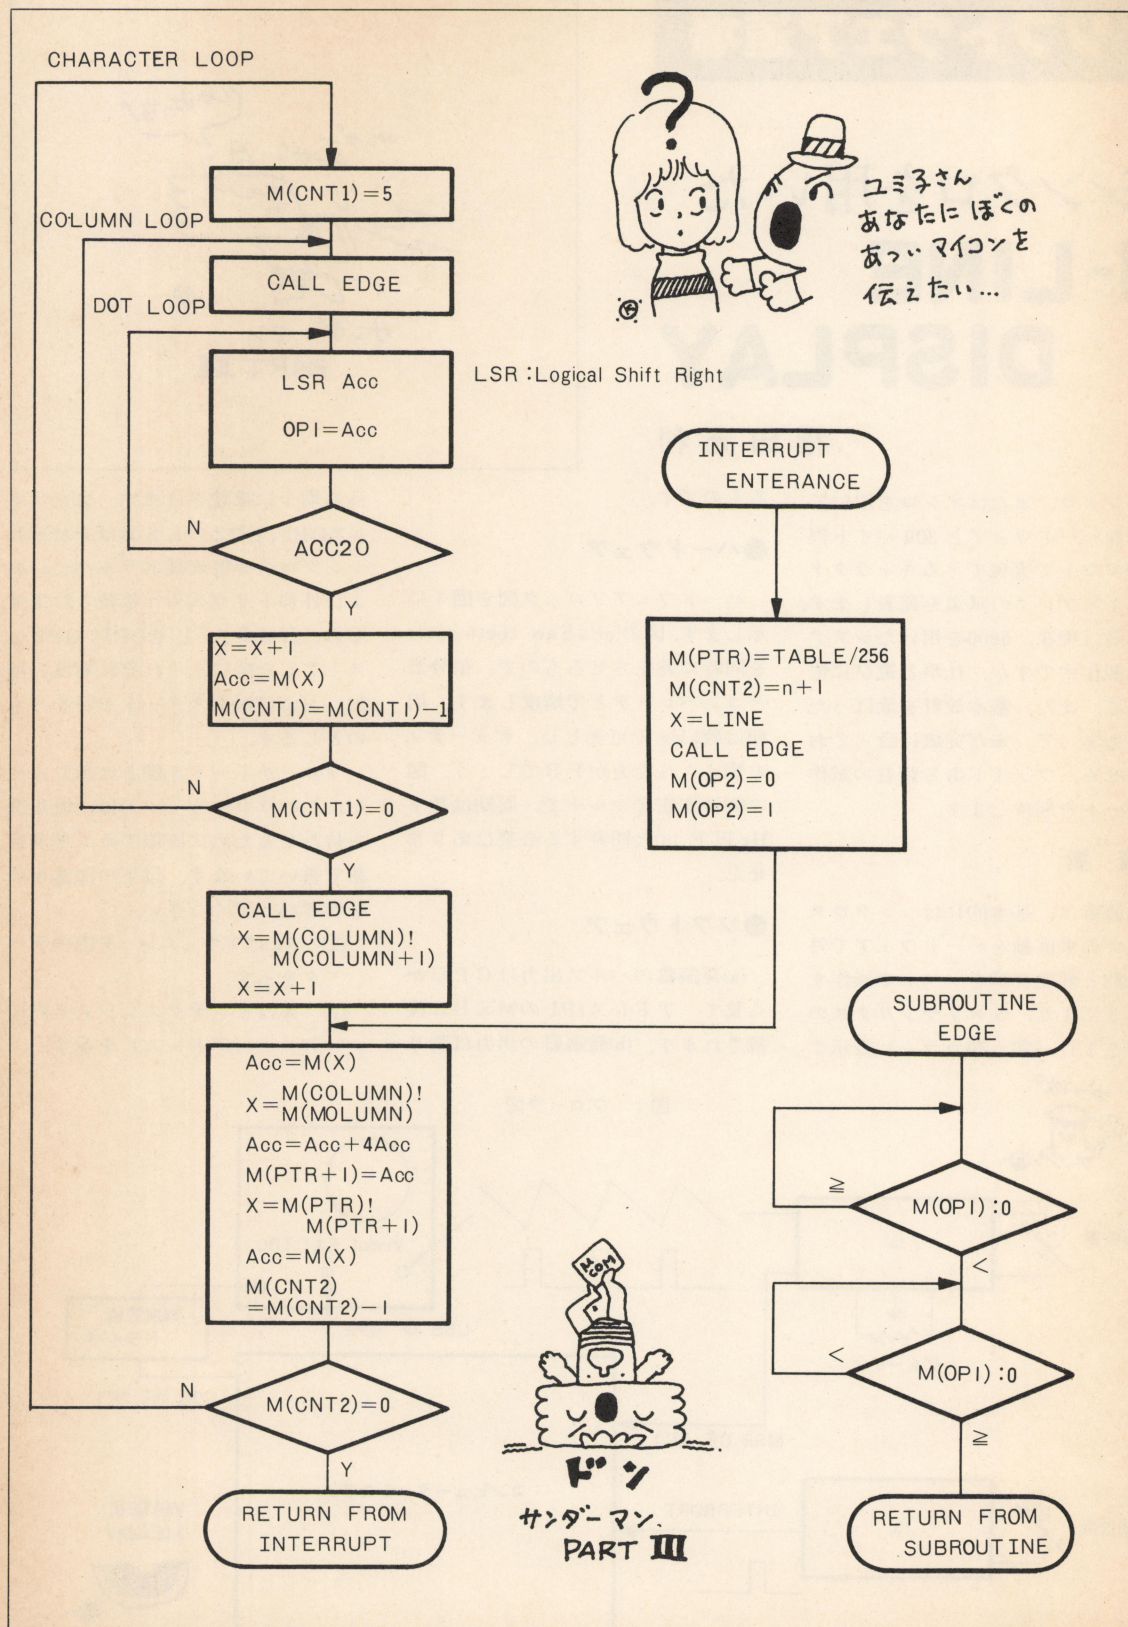 CHARACTER LOOP
M(CNT1)=5
COLUMN LOOP
CALL EDGE
DOT LOOP
LSR Acc
OP1=Acc
LSR:Logical Shift Right
N
ACC20
Y
X=X+1
Acc=M(X)
M(CNT1)=M(CNT1)-1
N
M(CNT1)=0
Y
CALL EDGE
X=M(COLUMN)!
M(COLUMN+1)
X=X+1
Acc=M(X)
X=M(COLUMN)!
M(MOLUMN)
Acc=Acc+4Acc
M(PTR+1)=Acc
X=M(PTR)!
M(PTR+1)
Acc=M(X)
M(CNT2)
=M(CNT2)-1
N
M(CNT2)=0
Y
RETURN FROM
INTERRUPT
?
ユミ子さん
あなたに ぼくの
あっい マイコンを
伝えたい...
INTERRUPT
ENTERANCE
M(PTR)=TABLE/256
M(CNT2)=n+1
X=LINE
CALL EDGE
M(OP2)=0
M(OP2)=1
SUBROUTINE
EDGE
≧
M(OP1):0
<
<
M(OP1):0
≧
RETURN FROM
SUBROUTINE
M
COM
ドン
サンダーマン.
PART III